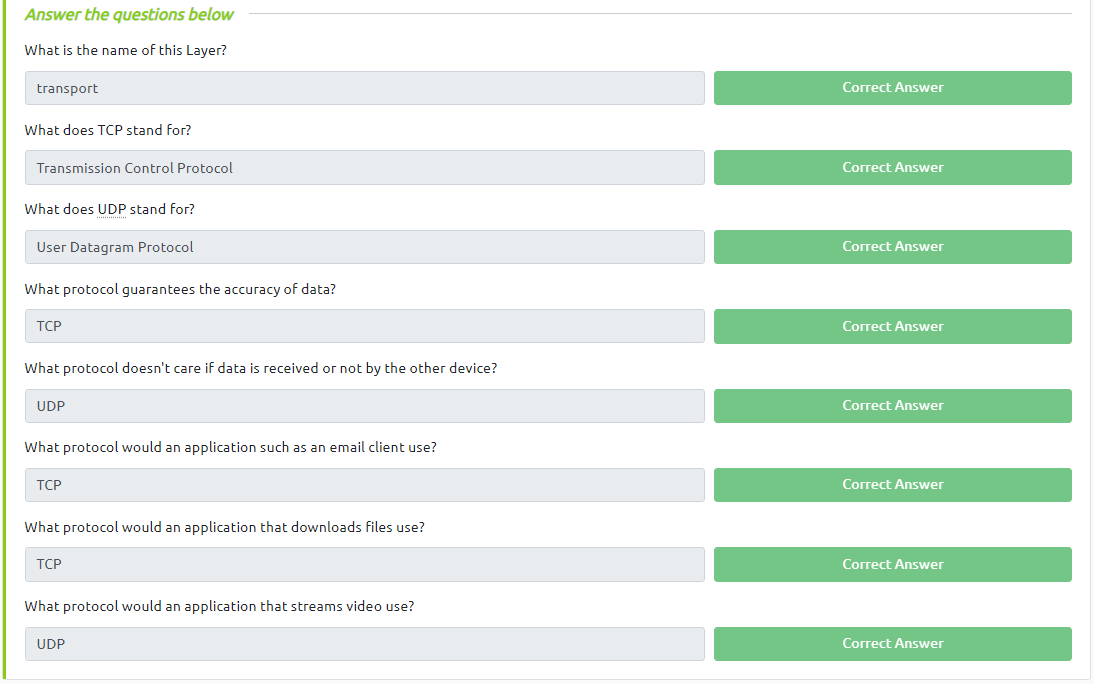 Answer the questions below
What is the name of this Layer?
transport
Correct Answer
What does TCP stand for?
Transmission Control Protocol
Correct Answer
What does UDP stand for?
User Datagram Protocol
Correct Answer
What protocol guarantees the accuracy of data?
TCP
Correct Answer
What protocol doesn't care if data is received or not by the other device?
UDP
Correct Answer
What protocol would an application such as an email client use?
TCP
Correct Answer
What protocol would an application that downloads files use?
TCP
Correct Answer
What protocol would an application that streams video use?
UDP
Correct Answer